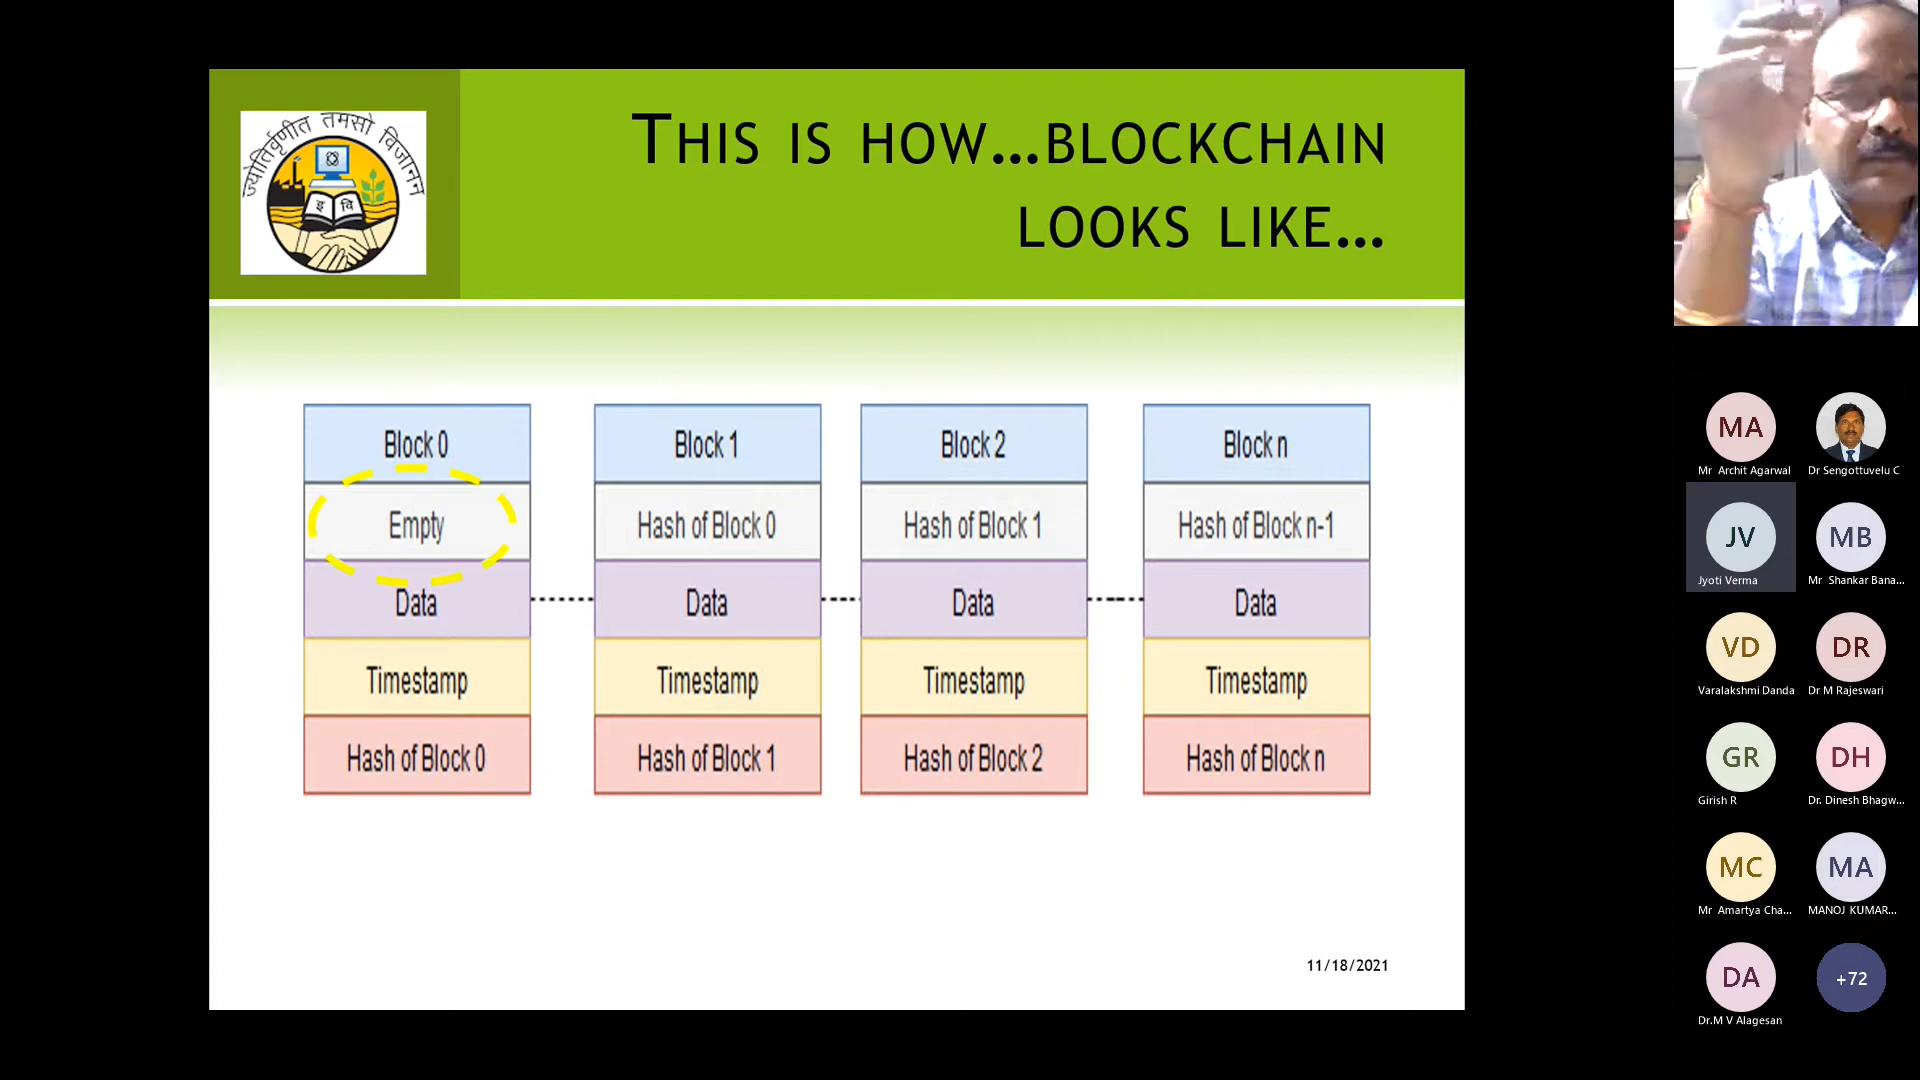 THIS IS HOW...BLOCKCHAIN
LOOKS LIKE...
ज्योतिर्वृणीत तमसो विजानन
इ वि
Block 0
Empty
Data
Timestamp
Hash of Block 0
Block 1
Hash of Block 0
Data
Timestamp
Hash of Block 1
Block 2
Hash of Block 1
Data
Timestamp
Hash of Block 2
Block n
Hash of Block n-1
Data
Timestamp
Hash of Block n
11/18/2021
MA
Mr Archit Agarwal
Dr Sengottuvelu C
JV
Jyoti Verma
MB
Mr Shankar Bana...
VD
Varalakshmi Danda
DR
Dr M Rajeswari
GR
Girish R
DH
Dr. Dinesh Bhagw...
MC
Mr Amartya Cha...
MA
MANOJ KUMAR...
DA
Dr.M V Alagesan
+72